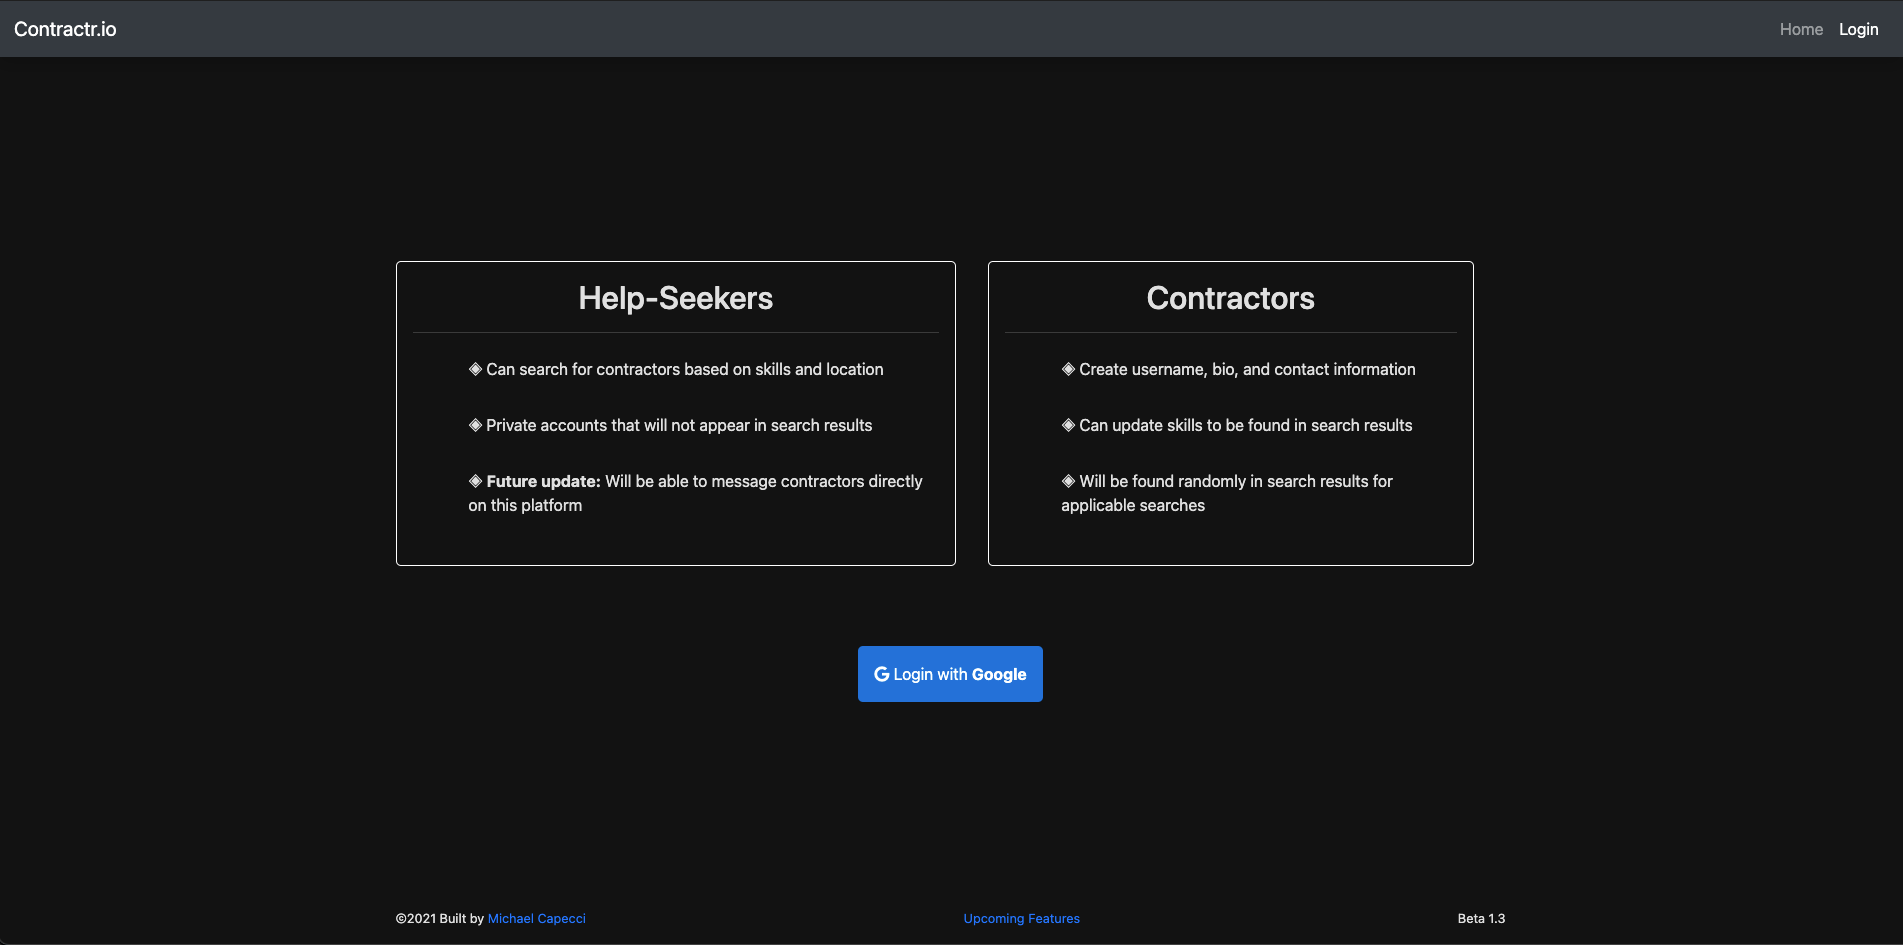 Contractr.io
Home Login
Help-Seekers
◈ Can search for contractors based on skills and location
◈ Private accounts that will not appear in search results
◈ Future update: Will be able to message contractors directly
on this platform
Contractors
◈ Create username, bio, and contact information
◈ Can update skills to be found in search results
◈ Will be found randomly in search results for
applicable searches
G Login with Google
©2021 Built by Michael Capecci
Upcoming Features
Beta 1.3